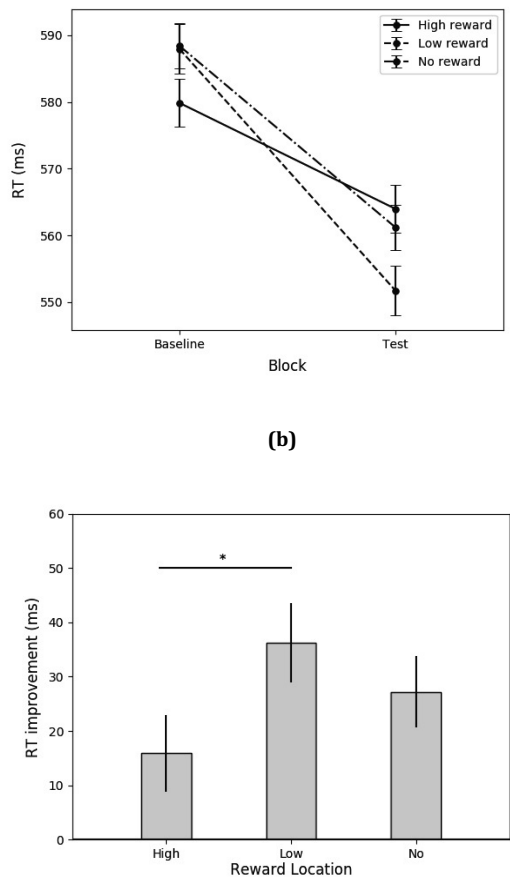 590
580
570
560
550
RT (ms)
High reward
Low reward
No reward
Baseline
Test
Block
(b)
60
50
40
30
20
10
0
RT improvement (ms)
*
High
Low
No
Reward Location